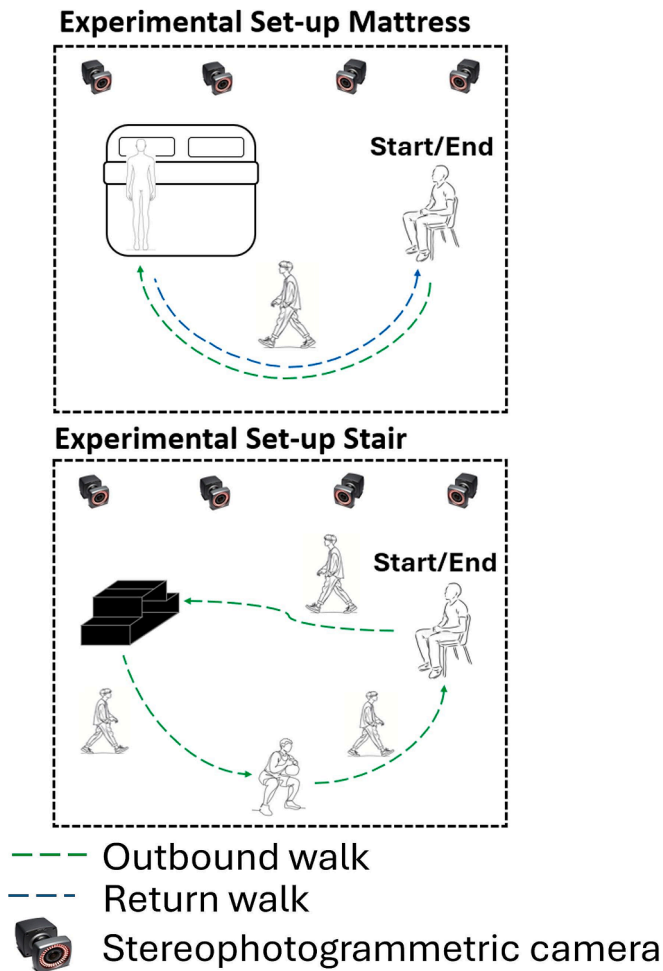 Experimental Set-up Mattress
Start/End
Experimental Set-up Stair
Start/End
Outbound walk
Return walk
Stereophotogrammetric camera